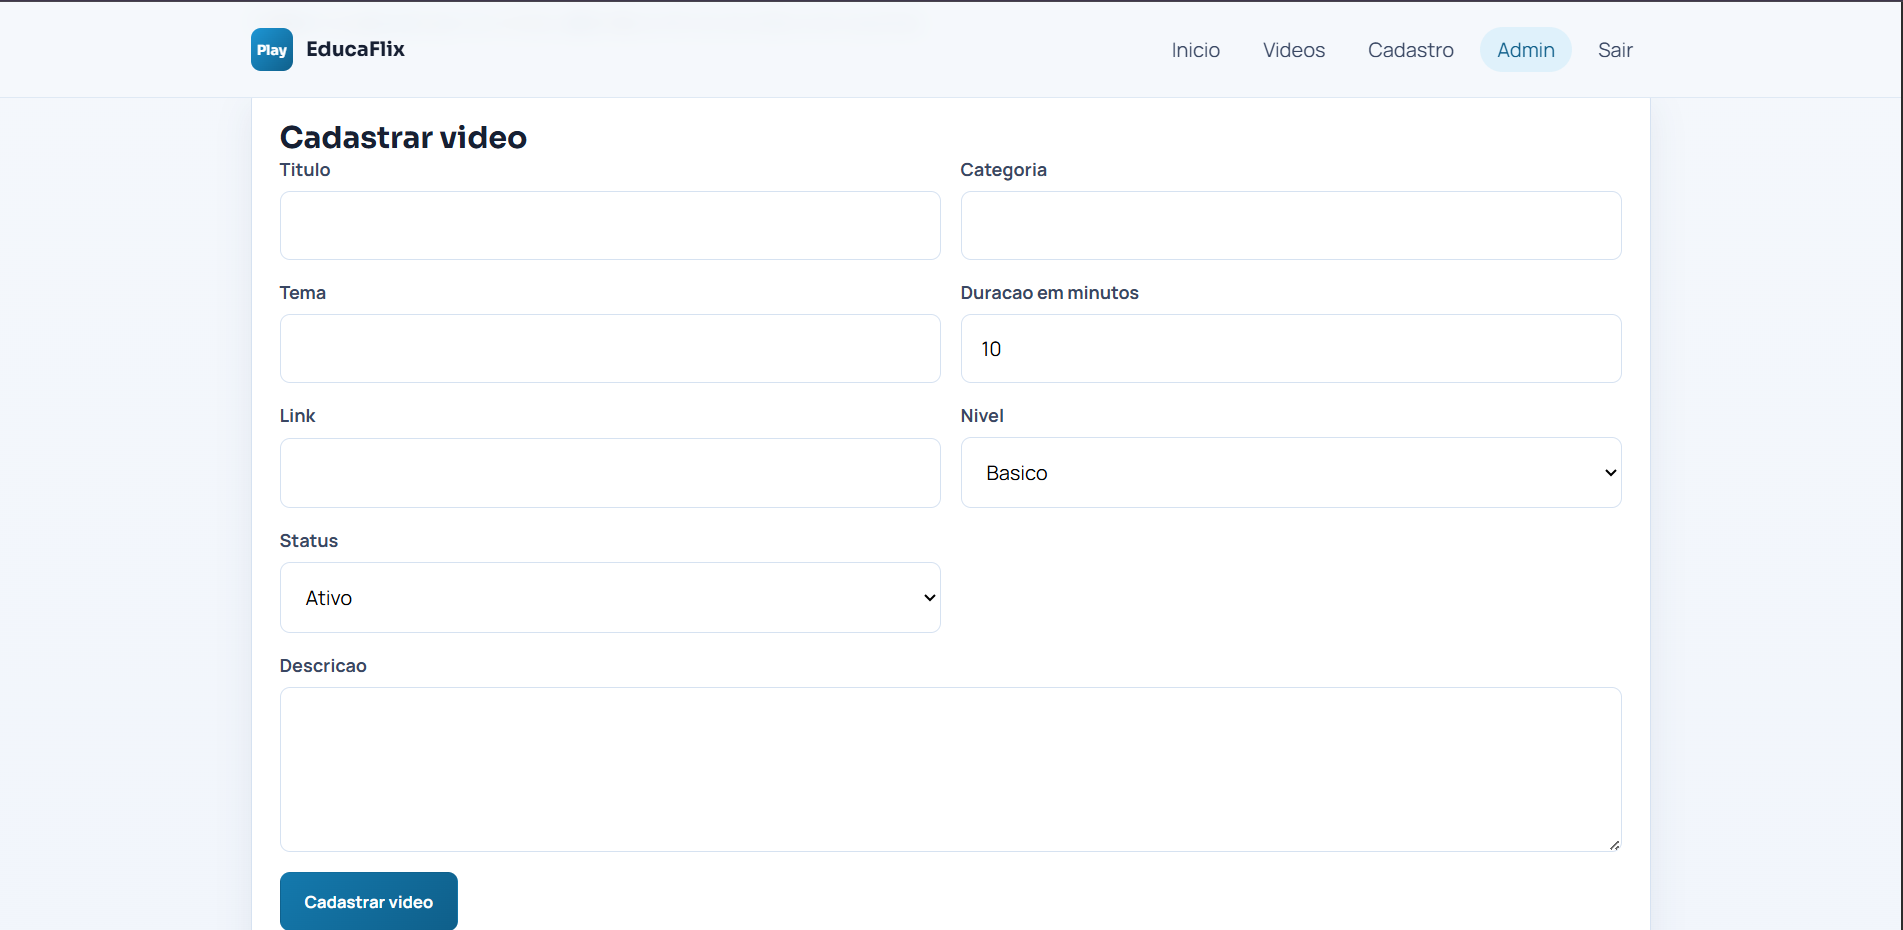 Play EducaFlix Inicio Videos Cadastro Admin Sair
Cadastrar video
Titulo Categoria
Tema Duracao em minutos
10
Link Nivel
Basico
Status
Ativo
Descricao
Cadastrar video